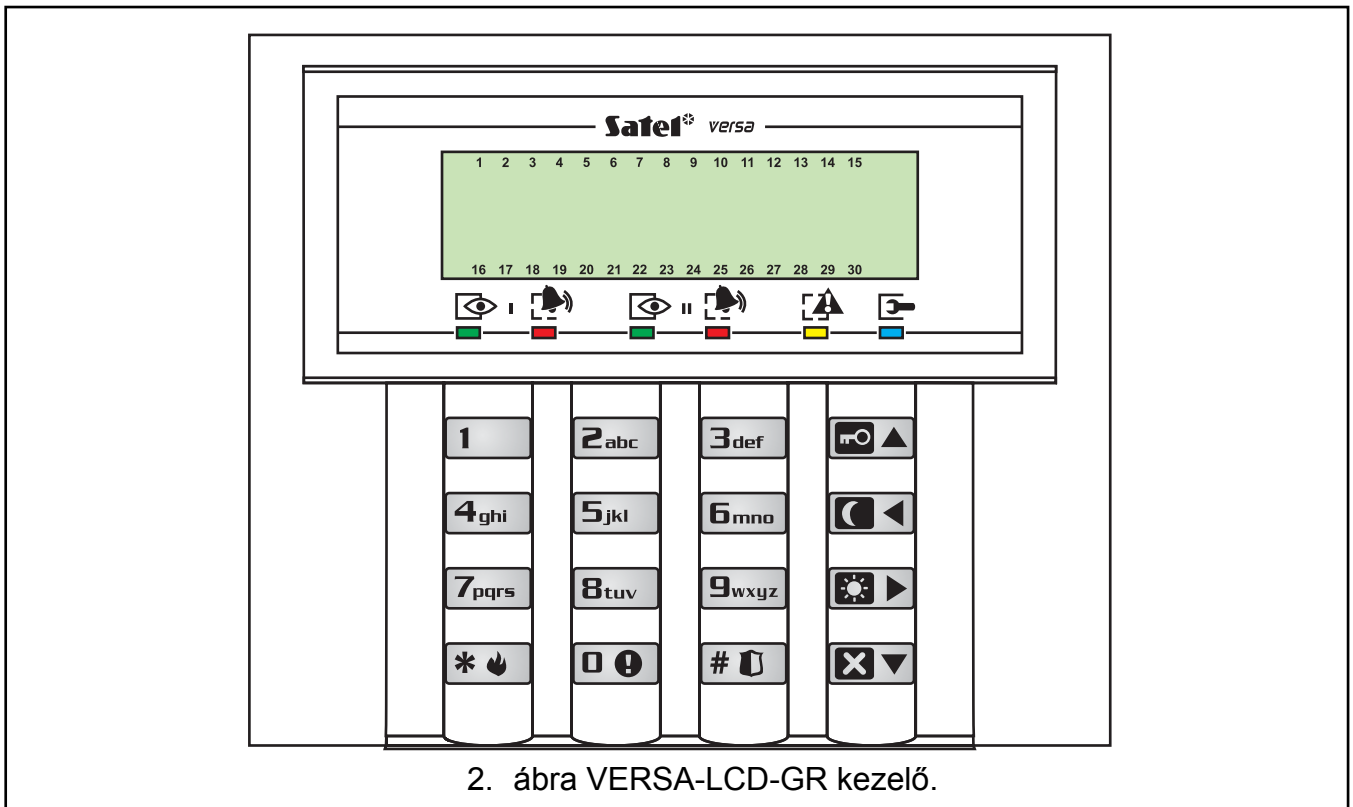 Satel versa
1 2 3 4 5 6 7 8 9 10 11 12 13 14 15
16 17 18 19 20 21 22 23 24 25 26 27 28 29 30
I II
1 2abc 3def
4ghi 5jkl 6mno
7pqrs 8tuv 9wxyz
* 0 #
2. ábra VERSA-LCD-GR kezelő.